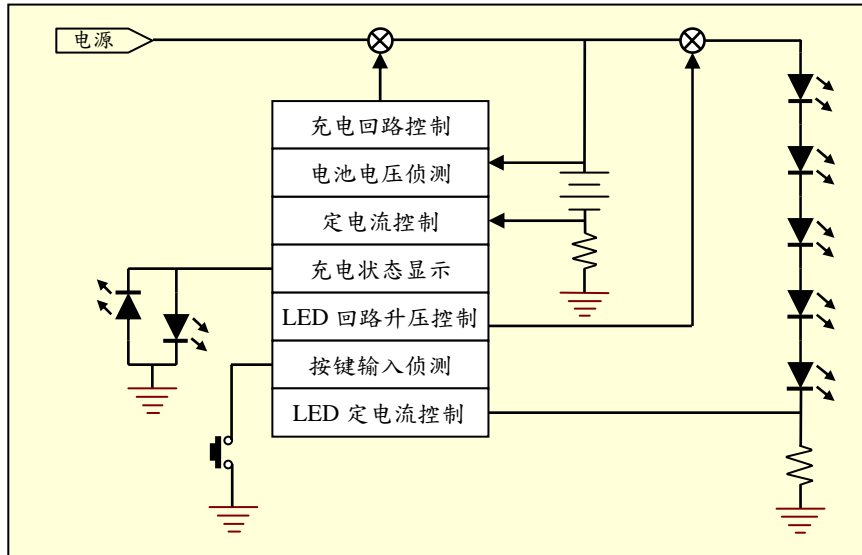 电源
充电回路控制
电池电压侦测
定电流控制
充电状态显示
LED 回路升压控制
按键输入侦测
LED 定电流控制